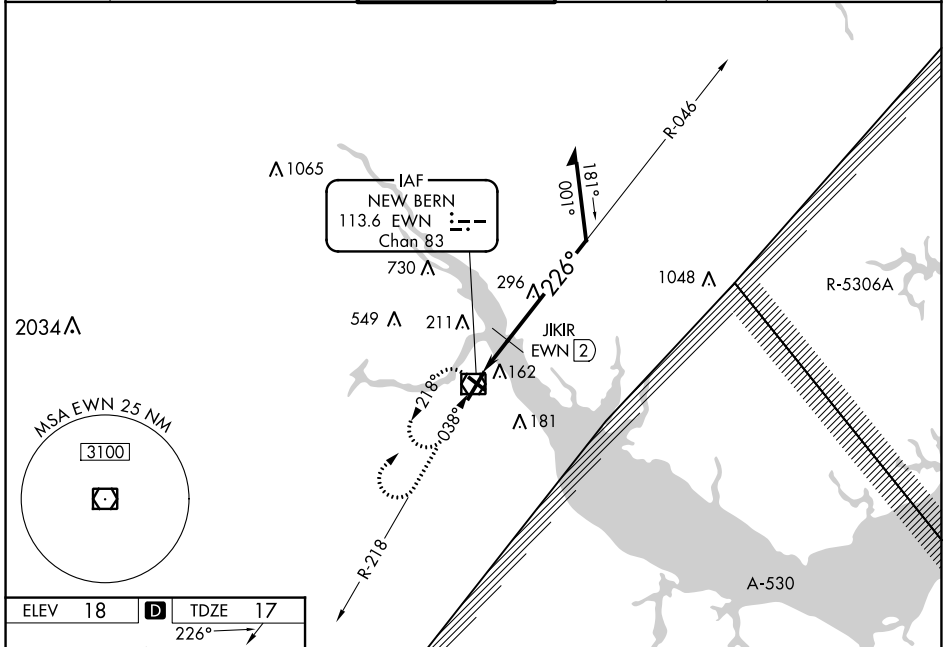 R-046
1065
IAF
NEW BERN
113.6 EWN
Chan 83
181°
001°
730
296
226°
1048
R-5306A
2034
549
211
JIKIR
EWN 2
162
218°
038°
181
MSA EWN 25 NM
3100
R-218
A-530
ELEV 18 D TDZE 17
226°